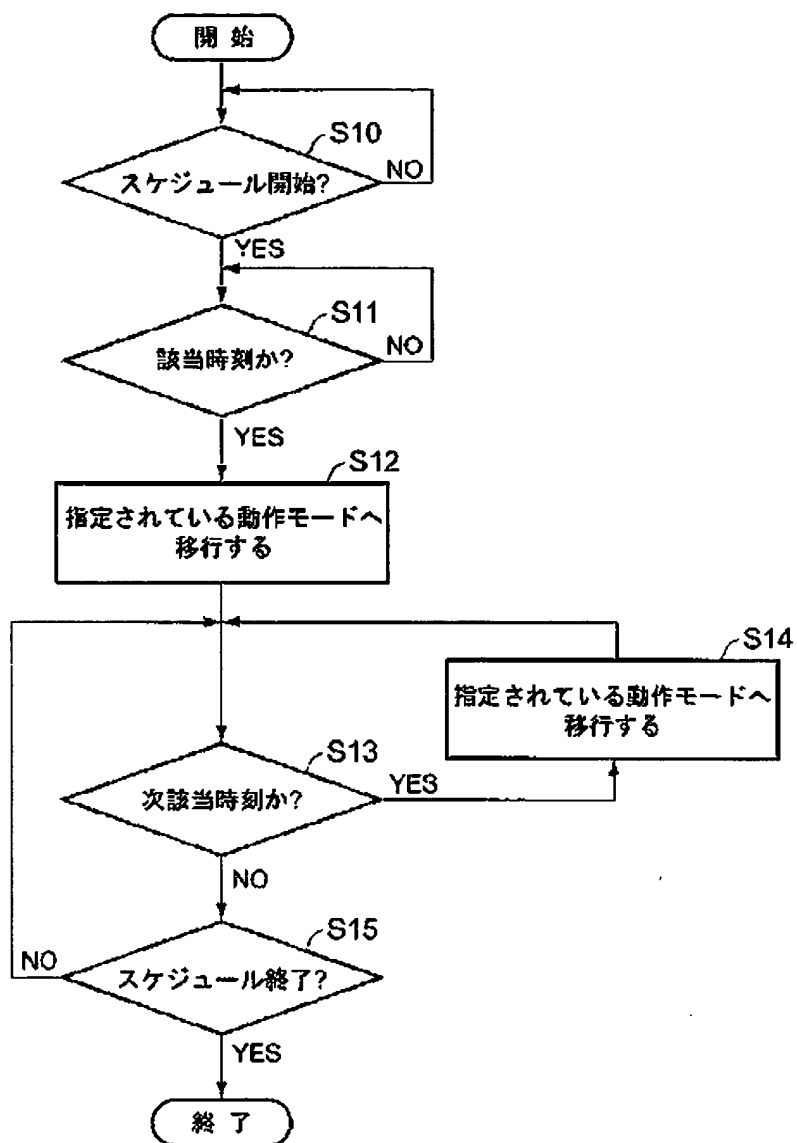 開始
S10
スケジュール開始?
NO
YES
S11
該当時刻か?
NO
YES
S12
指定されている動作モードへ
移行する
S14
指定されている動作モードへ
移行する
S13
次該当時刻か?
YES
NO
S15
スケジュール終了?
NO
YES
終了